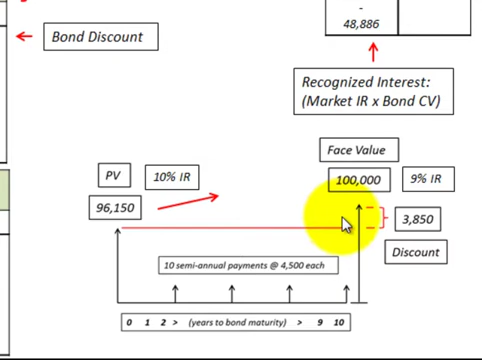 -
48,886
Bond Discount
Recognized Interest:
(Market IR x Bond CV)
Face Value
PV
10% IR
100,000
9% IR
96,150
3,850
Discount
10 semi-annual payments @ 4,500 each
0 1 2 > (years to bond maturity) > 9 10